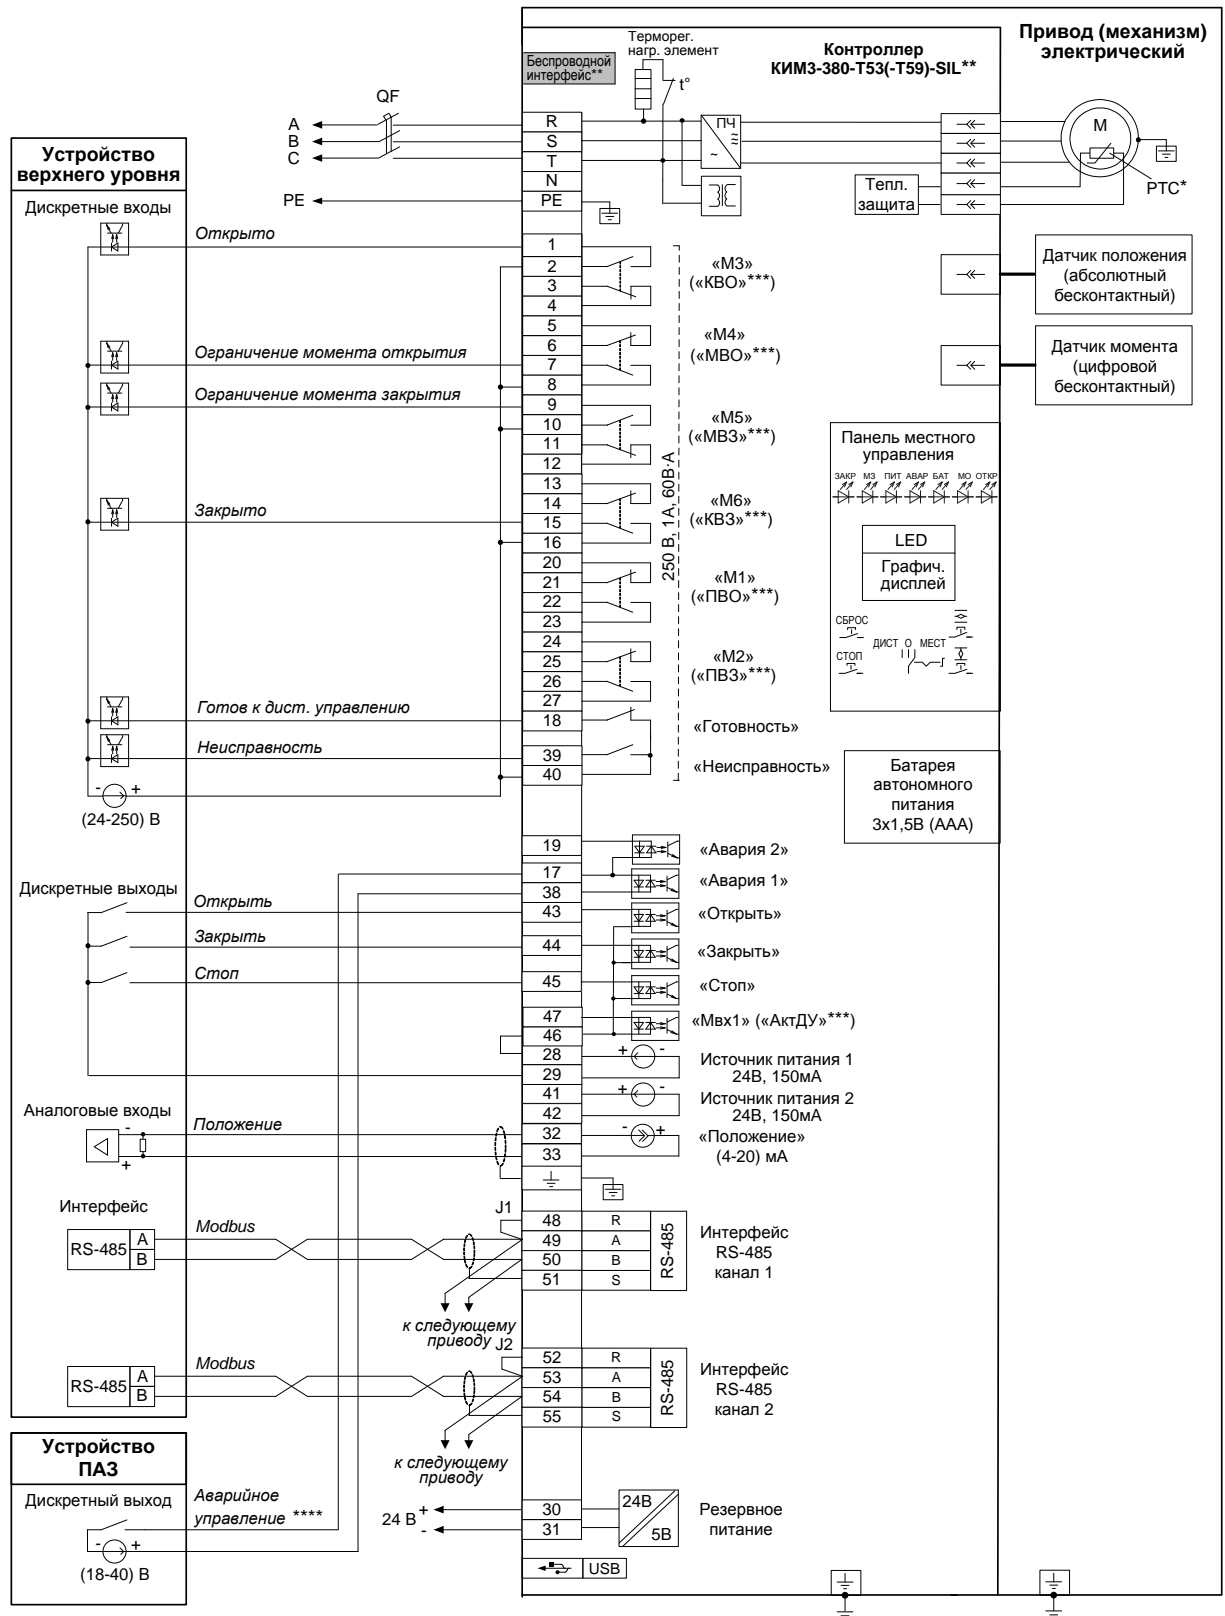 Привод (механизм)
электрический
Контроллер
КИМ3-380-Т53(-Т59)-SIL**
Терморег.
нагр. элемент
t°
Беспроводной
интерфейс**
QF
A
B
C
PE
R
S
T
N
PE
ПЧ
~
Тепл.
защита
M
PTC*
Датчик положения
(абсолютный
бесконтактный)
Датчик момента
(цифровой
бесконтактный)
Устройство
верхнего уровня
Дискретные входы
Открыто
Ограничение момента открытия
Ограничение момента закрытия
Закрыто
Готов к дист. управлению
Неисправность
- +
(24-250) В
1
2
3
4
5
6
7
8
9
10
11
12
13
14
15
16
20
21
22
23
24
25
26
27
18
39
40
«М3»
(«КВО»***)
«М4»
(«МВО»***)
«М5»
(«МВЗ»***)
«М6»
(«КВЗ»***)
«М1»
(«ПВО»***)
«М2»
(«ПВЗ»***)
«Готовность»
«Неисправность»
250 В, 1А, 60В·А
Панель местного
управления
ЗАКР МЗ ПИТ АВАР БАТ МО ОТКР
LED
Графич.
дисплей
СБРОС
СТОП
ДИСТ О МЕСТ
Батарея
автономного
питания
3х1,5В (ААА)
Дискретные выходы
Открыть
Закрыть
Стоп
19
17
38
43
44
45
47
46
28
29
41
42
32
33
«Авария 2»
«Авария 1»
«Открыть»
«Закрыть»
«Стоп»
«Мвх1» («АктДУ»***)
+ -
Источник питания 1
24В, 150мА
+ -
Источник питания 2
24В, 150мА
- +
«Положение»
(4-20) мА
Аналоговые входы
-
+
Положение
Интерфейс
RS-485
A
B
Modbus
J1
48 R
49 A
50 B
51 S
RS-485
Интерфейс
RS-485
канал 1
к следующему
приводу
RS-485
A
B
Modbus
J2
52 R
53 A
54 B
55 S
RS-485
Интерфейс
RS-485
канал 2
к следующему
приводу
Устройство
ПАЗ
Дискретный выход
Аварийное
управление ****
- +
(18-40) В
24 В
+
-
30
31
24В
5В
Резервное
питание
USB